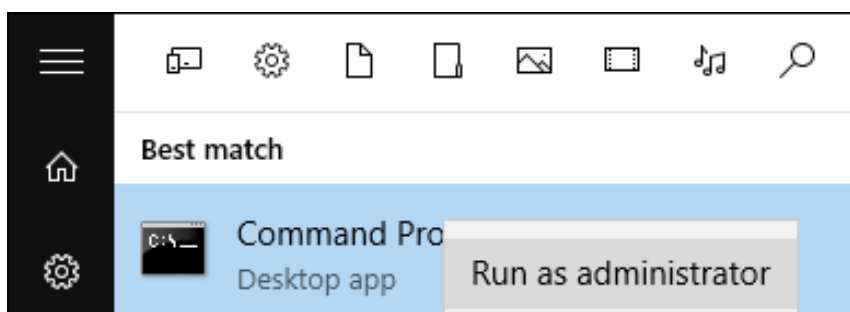 Best match
C:\_
Command Pro
Desktop app
Run as administrator